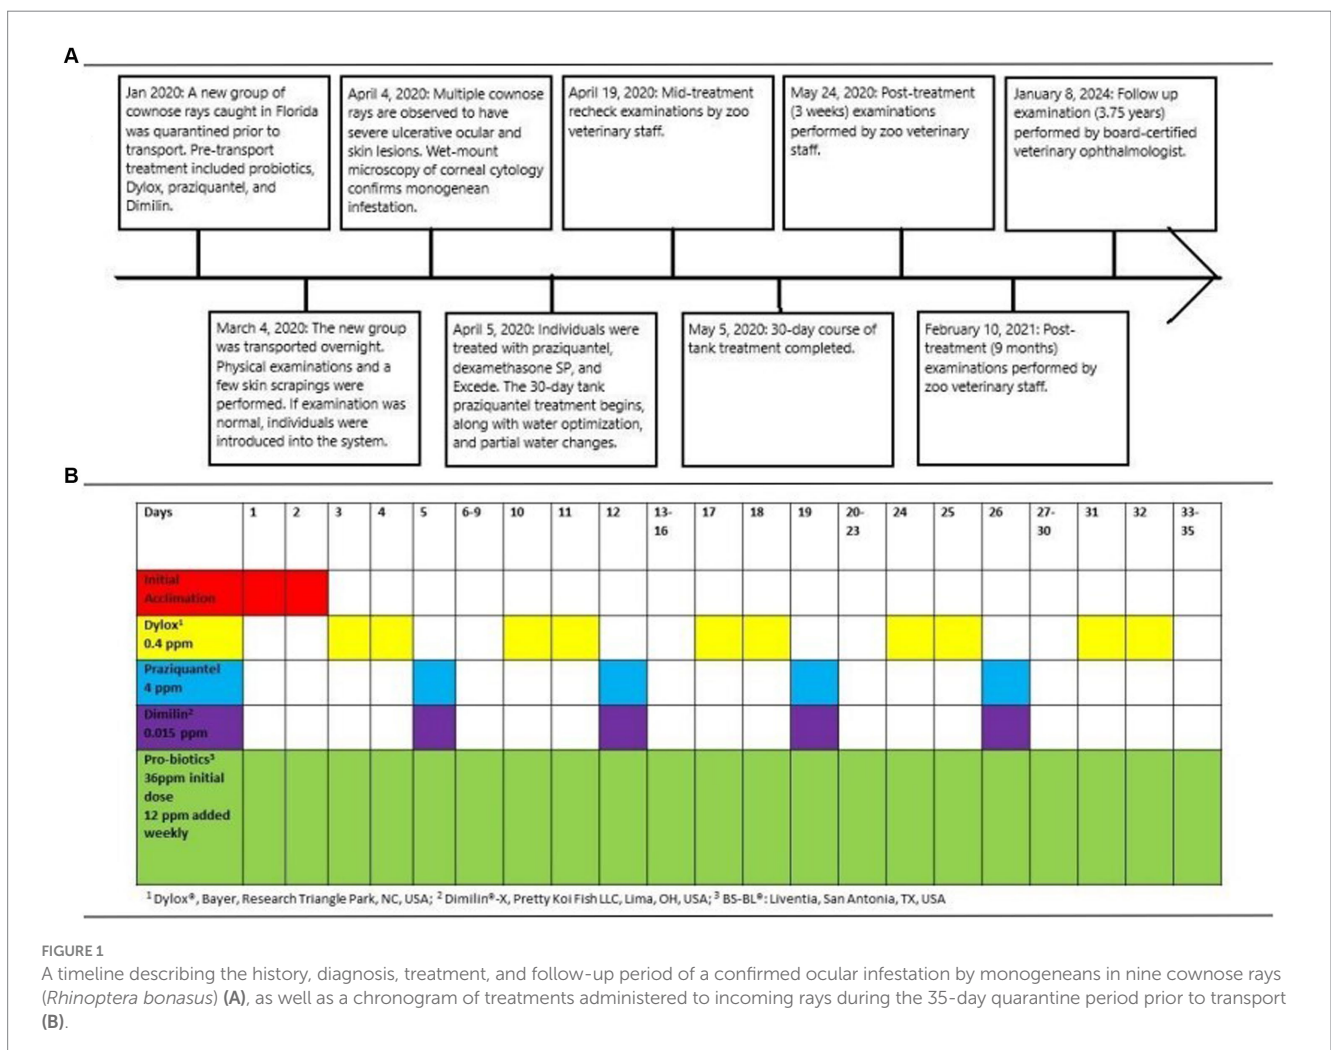 A
Jan 2020: A new group of
cownose rays caught in Florida
was quarantined prior to
transport. Pre-transport
treatment included probiotics,
Dylox, praziquantel, and
Dimilin.
April 4, 2020: Multiple cownose
rays are observed to have
severe ulcerative ocular and
skin lesions. Wet-mount
microscopy of corneal cytology
confirms monogenean
infestation.
April 19, 2020: Mid-treatment
recheck examinations by zoo
veterinary staff.
May 24, 2020: Post-treatment
(3 weeks) examinations
performed by zoo veterinary
staff.
January 8, 2024: Follow up
examination (3.75 years)
performed by board-certified
veterinary ophthalmologist.
March 4, 2020: The new group
was transported overnight.
Physical examinations and a
few skin scrapings were
performed. If examination was
normal, individuals were
introduced into the system.
April 5, 2020: Individuals were
treated with praziquantel,
dexamethasone SP, and
Excede. The 30-day tank
praziquantel treatment begins,
along with water optimization,
and partial water changes.
May 5, 2020: 30-day course of
tank treatment completed.
February 10, 2021: Post-
treatment (9 months)
examinations performed by
zoo veterinary staff.
B
Days 1 2 3 4 5 6-9 10 11 12 13-16 17 18 19 20-23 24 25 26 27-30 31 32 33-35
Initial
Acclimation
Dylox¹
0.4 ppm
Praziquantel
4 ppm
Dimilin²
0.015 ppm
Pro-biotics³
36ppm initial
dose
12 ppm added
weekly
¹ Dylox®, Bayer, Research Triangle Park, NC, USA; ² Dimilin®-X, Pretty Koi Fish LLC, Lima, OH, USA; ³ BS-BL®: Liventia, San Antonia, TX, USA
FIGURE 1
A timeline describing the history, diagnosis, treatment, and follow-up period of a confirmed ocular infestation by monogeneans in nine cownose rays
(Rhinoptera bonasus) (A), as well as a chronogram of treatments administered to incoming rays during the 35-day quarantine period prior to transport
(B).